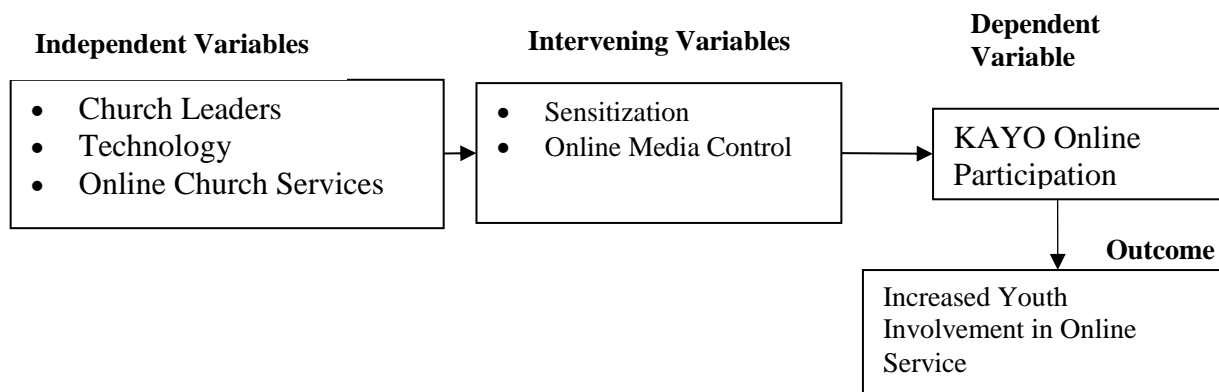 Independent Variables
• Church Leaders
• Technology
• Online Church Services
Intervening Variables
• Sensitization
• Online Media Control
Dependent
Variable
KAYO Online
Participation
Outcome
Increased Youth
Involvement in Online
Service